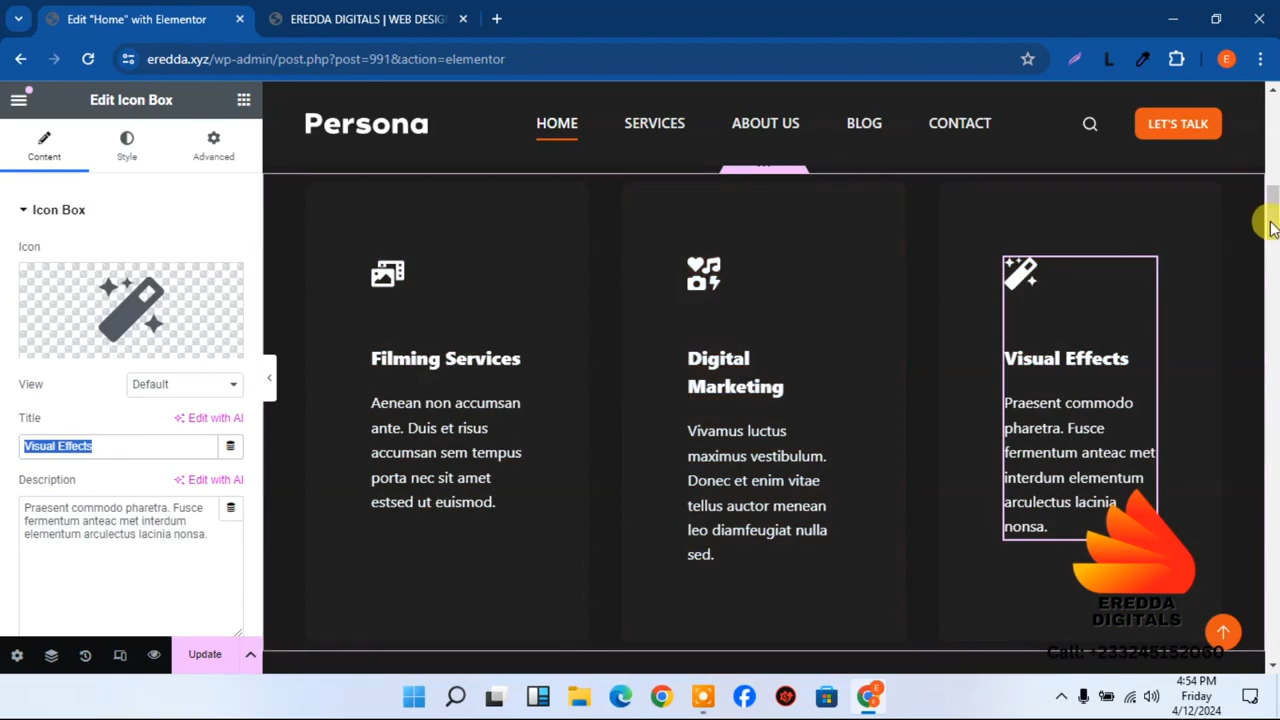 Edit "Home" with Elementor
EREDDA DIGITALS | WEB DESIG
eredda.xyz/wp-admin/post.php?post=991&action=elementor
L
E
Edit Icon Box
Content
Style
Advanced
Icon Box
Icon
View
Default
Title
Edit with AI
Visual Effects
Description
Edit with AI
Praesent commodo pharetra. Fusce
fermentum anteac met interdum
elementum arculectus lacinia nonsa.
Update
Persona
HOME
SERVICES
ABOUT US
BLOG
CONTACT
LET'S TALK
Filming Services
Aenean non accumsan
ante. Duis et risus
accumsan sem tempus
porta nec sit amet
estsed ut euismod.
Digital
Marketing
Vivamus luctus
maximus vestibulum.
Donec et enim vitae
tellus auctor menean
leo diamfeugiat nulla
sed.
Visual Effects
Praesent commodo
pharetra. Fusce
fermentum anteac met
interdum elementum
arculectus lacinia
nonsa.
EREDDA
DIGITALS
Call: +233245152060
E
4:54 PM
Friday
4/12/2024